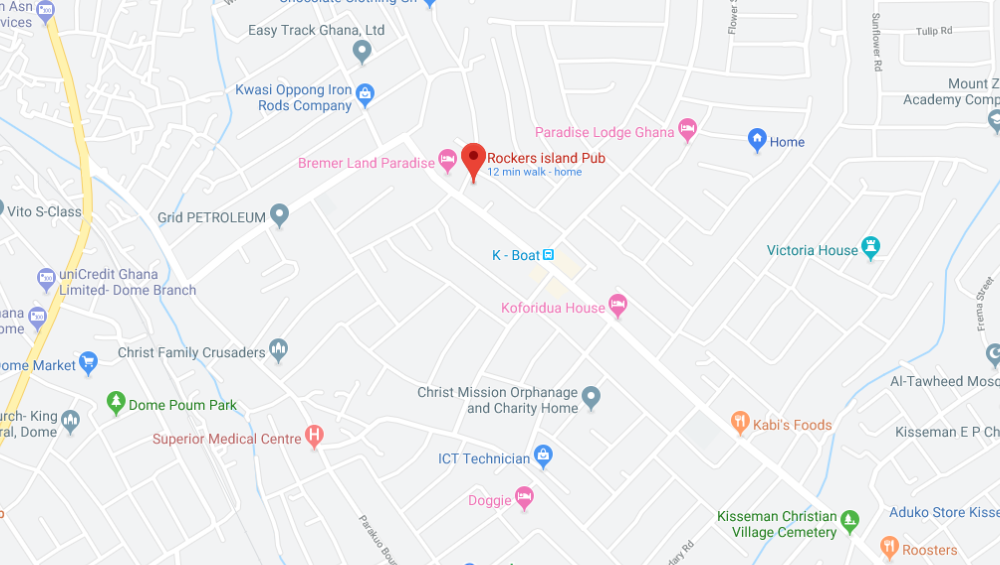 n Asn
ervices
Chocolate Clothing Gh
Easy Track Ghana, Ltd
Flower S
Sunflower Rd
Tulip Rd
Kwasi Oppong Iron
Rods Company
Mount Z
Academy Comp
Paradise Lodge Ghana
Home
Bremer Land Paradise
Rockers island Pub
12 min walk - home
Vito S-Class
Grid PETROLEUM
K - Boat
Victoria House
uniCredit Ghana
Limited- Dome Branch
Frema Street
Koforidua House
ana
ome
Christ Family Crusaders
ome Market
Al-Tawheed Mosq
Christ Mission Orphanage
and Charity Home
Dome Poum Park
urch- King
ral, Dome
Kabi's Foods
Kisseman E P Ch
Superior Medical Centre
ICT Technician
Doggie
Kisseman Christian
Village Cemetery
Aduko Store Kisse
Parakuo Boun
dary Rd
Roosters